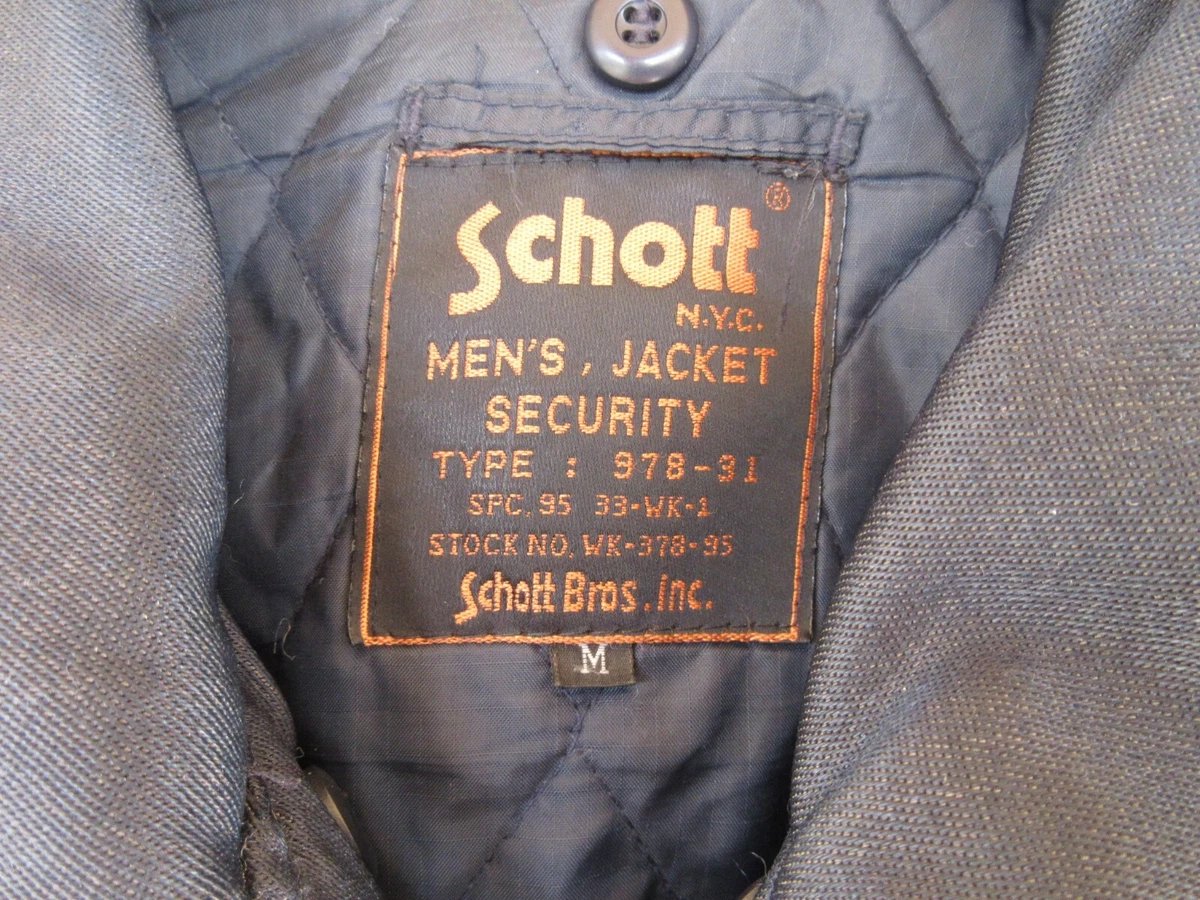 Schott®
N.Y.C.
MEN'S, JACKET
SECURITY
TYPE : 978-31
SPC. 95 33-WK-1
STOCK NO. WK-378-95
Schott Bros. Inc.
M